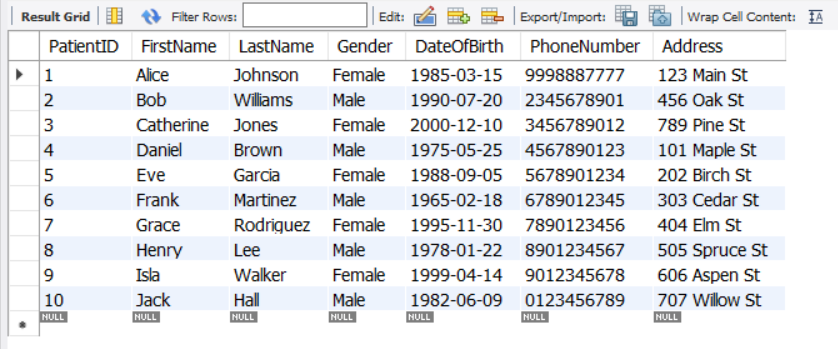 Result Grid Filter Rows: Edit: Export/Import: Wrap Cell Content: IA
PatientID FirstName LastName Gender DateOfBirth PhoneNumber Address
1 Alice Johnson Female 1985-03-15 9998887777 123 Main St
2 Bob Williams Male 1990-07-20 2345678901 456 Oak St
3 Catherine Jones Female 2000-12-10 3456789012 789 Pine St
4 Daniel Brown Male 1975-05-25 4567890123 101 Maple St
5 Eve Garcia Female 1988-09-05 5678901234 202 Birch St
6 Frank Martinez Male 1965-02-18 6789012345 303 Cedar St
7 Grace Rodriguez Female 1995-11-30 7890123456 404 Elm St
8 Henry Lee Male 1978-01-22 8901234567 505 Spruce St
9 Isla Walker Female 1999-04-14 9012345678 606 Aspen St
10 Jack Hall Male 1982-06-09 0123456789 707 Willow St
NULL NULL NULL NULL NULL NULL NULL